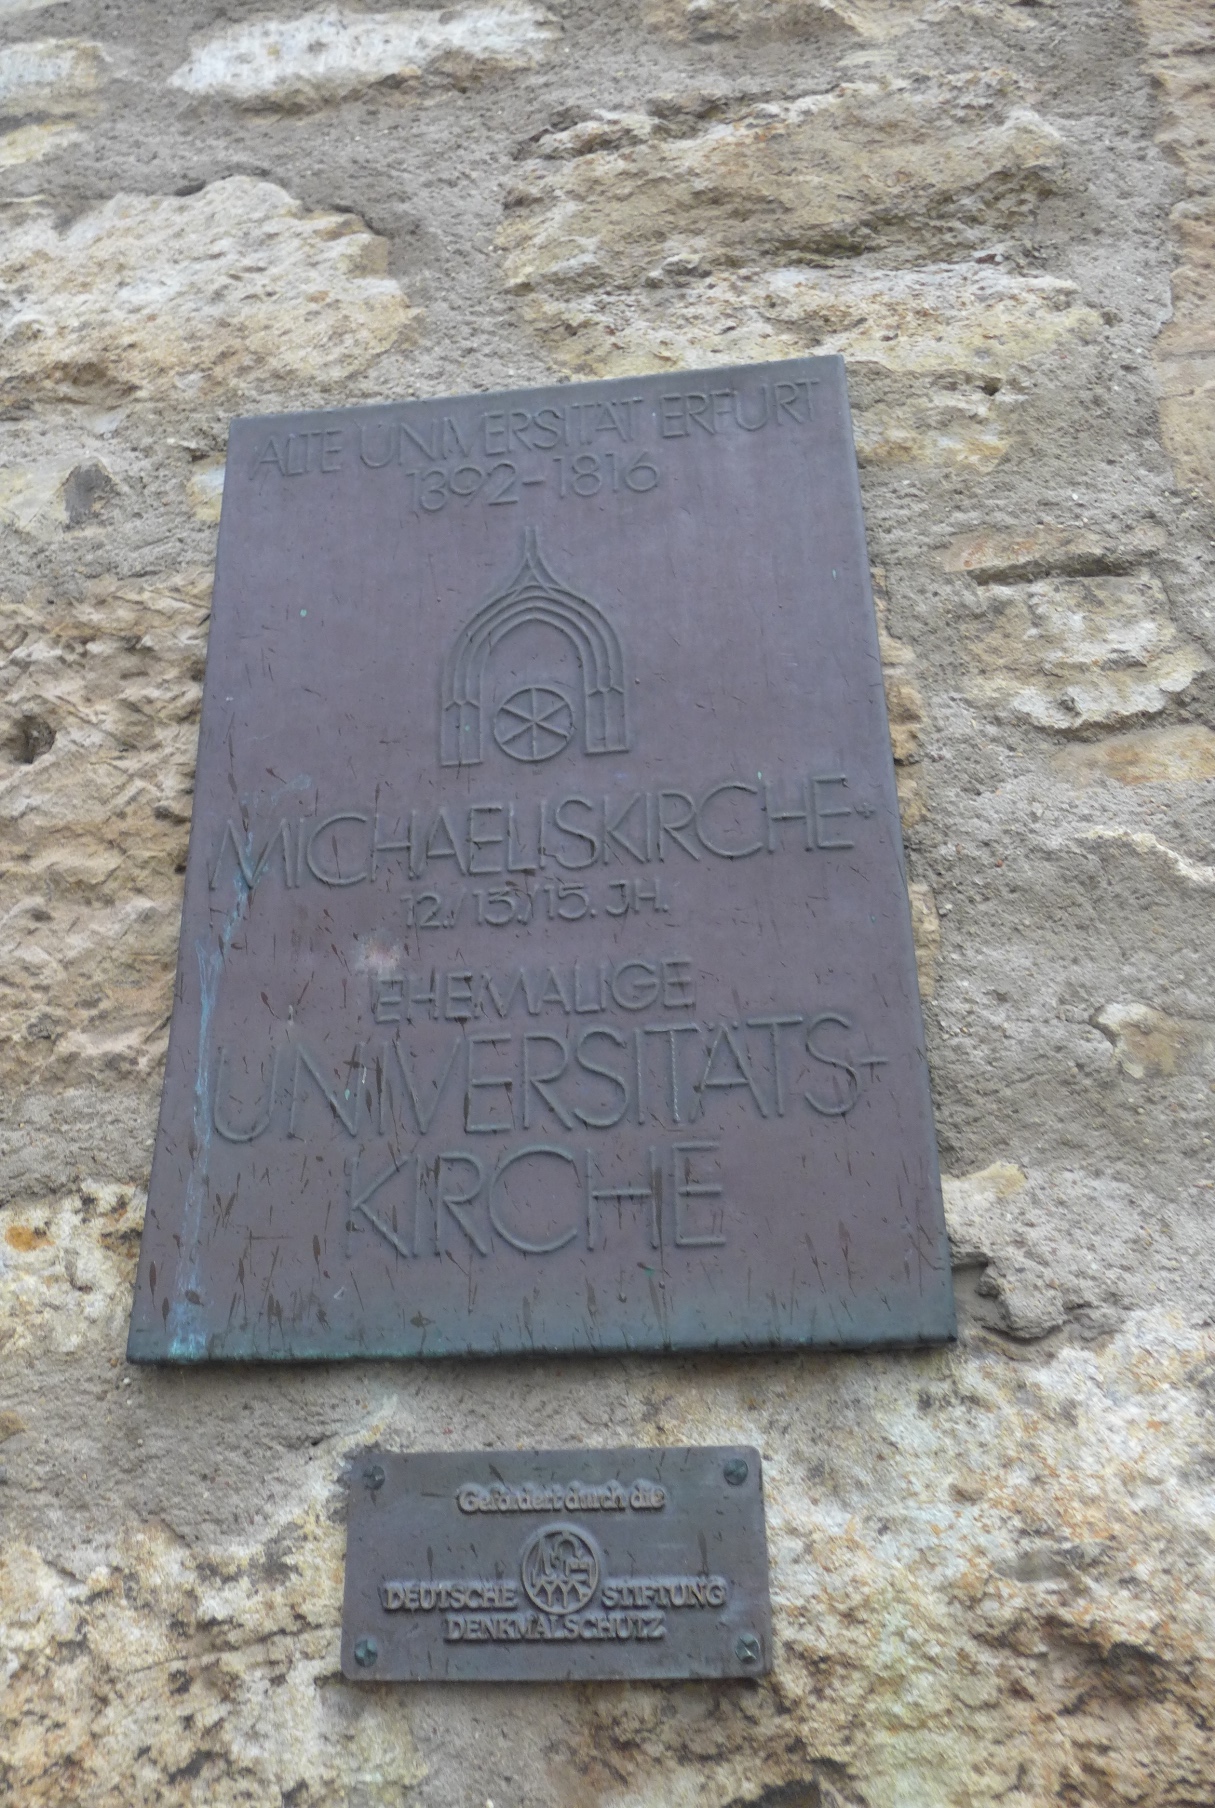 ALTE UNIVERSITÄT ERFURT
1392-1816
MICHAELISKIRCHE
12./13./15. JH.
EHEMALIGE
UNIVERSITÄTS-
KIRCHE
Gefördert durch die
DEUTSCHE STIFTUNG
DENKMALSCHUTZ